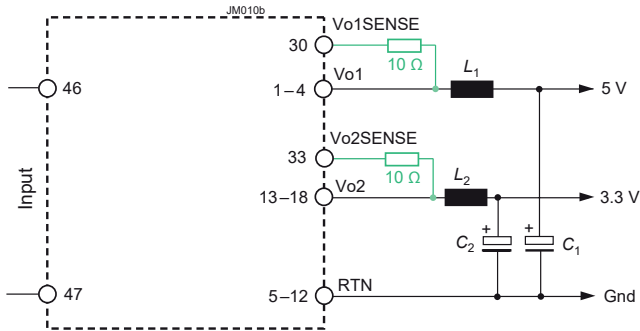 JM010b
Vo1SENSE
30
10 Ω
L1
46
Vo1
1–4
5 V
Vo2SENSE
33
10 Ω
L2
Input
13–18
Vo2
3.3 V
+
+
C2
C1
47
5–12
RTN
Gnd